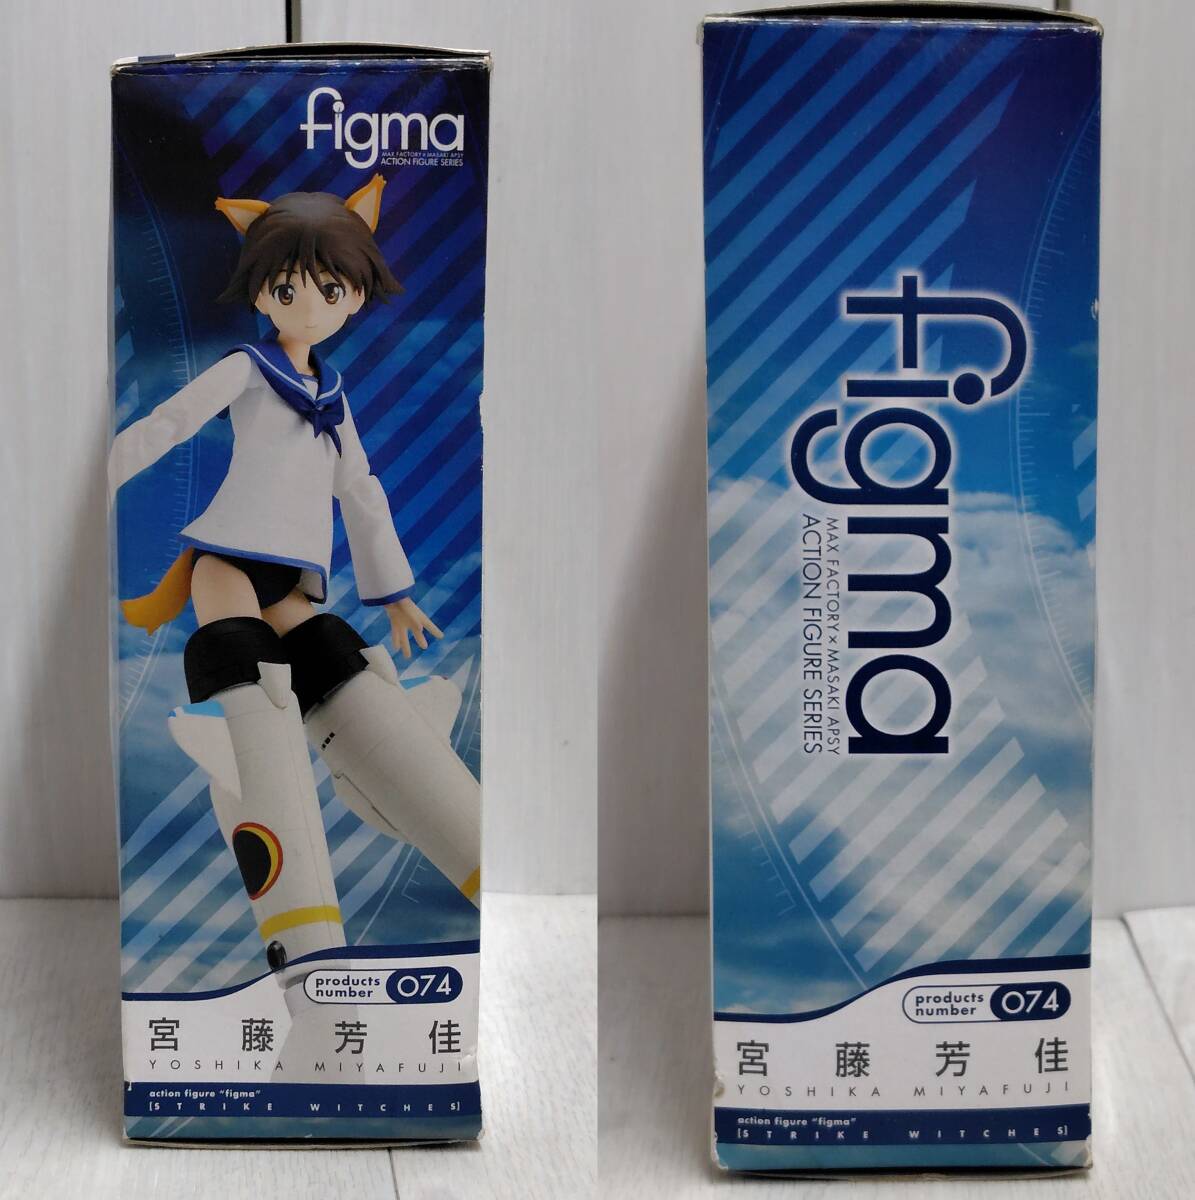 figma
MAX FACTORY × MASAKI APSY
ACTION FIGURE SERIES
products number 074
宮藤芳佳
YOSHIKA MIYAFUJI
action figure "figma"
[STRIKE WITCHES]
figma
MAX FACTORY × MASAKI APSY
ACTION FIGURE SERIES
products number 074
宮藤芳佳
YOSHIKA MIYAFUJI
action figure "figma"
[STRIKE WITCHES]